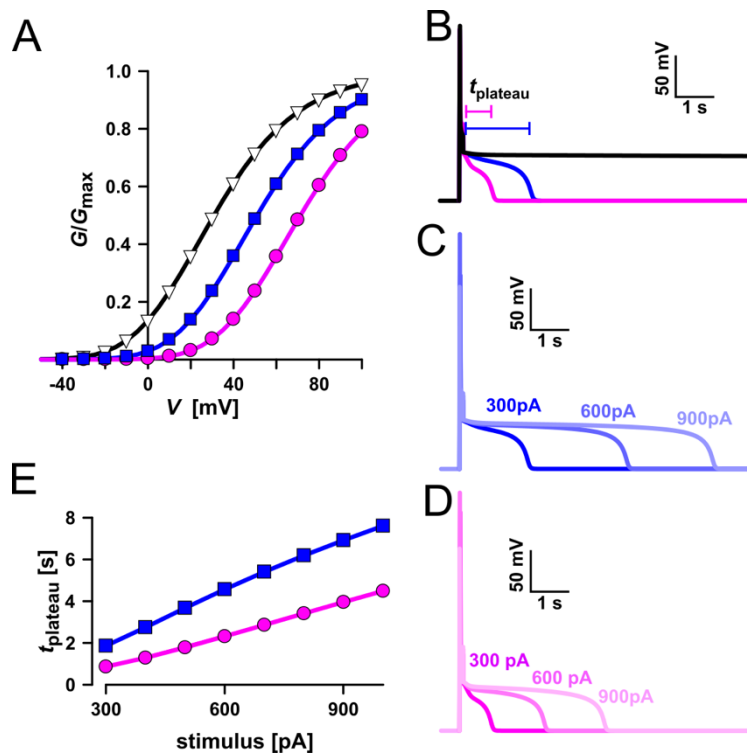 A
1.0
0.8
0.6
0.4
0.2
G/Gmax
-40
0
40
80
V [mV]
B
tplateau
50 mV
1 s
C
50 mV
1 s
300pA
600pA
900pA
D
50 mV
1 s
300 pA
600 pA
900pA
E
8
6
4
2
0
tplateau [s]
300
600
900
stimulus [pA]